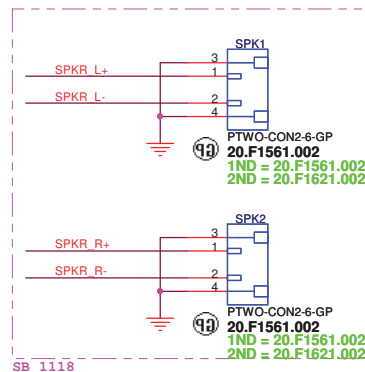 SPK1
3
SPKR_L+
1
SPKR_L-
2
4
PTWO-CON2-6-GP
20.F1561.002
1ND = 20.F1561.002
2ND = 20.F1621.002
SPK2
3
SPKR_R+
1
SPKR_R-
2
4
PTWO-CON2-6-GP
20.F1561.002
1ND = 20.F1561.002
2ND = 20.F1621.002
SB 1118